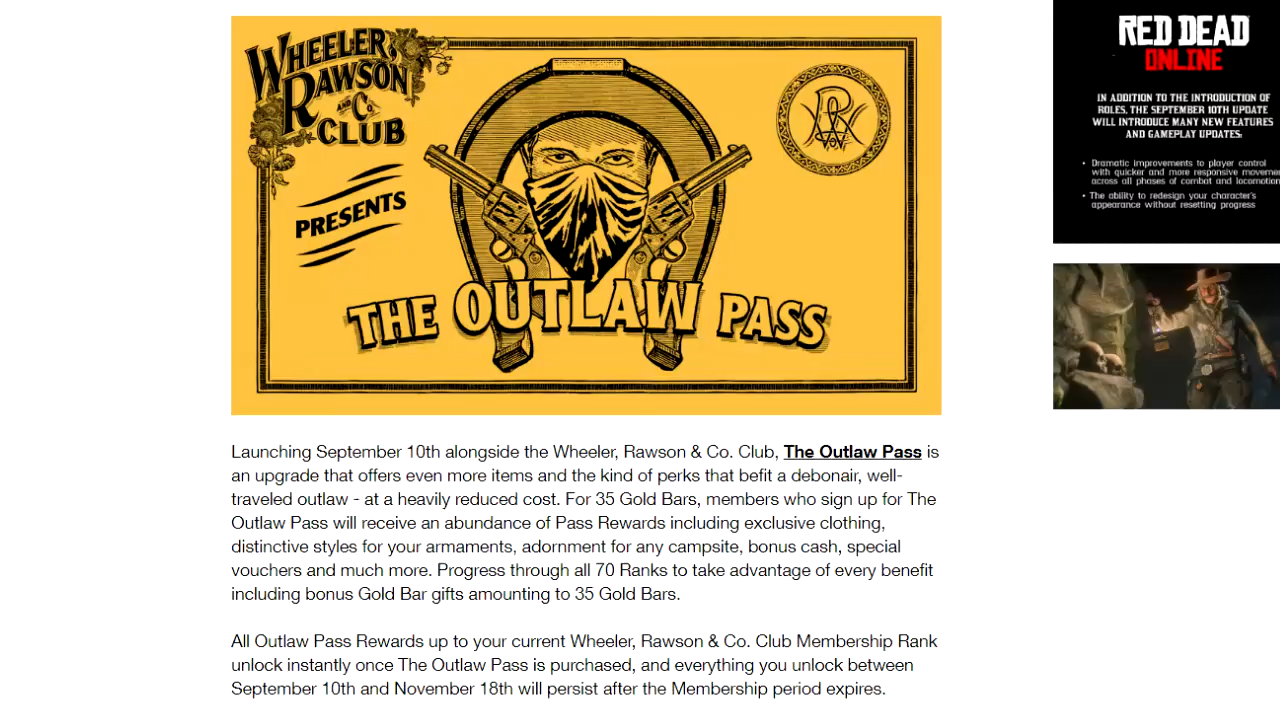 WHEELER,
RAWSON
AND Co.
CLUB
PRESENTS
THE OUTLAW PASS
Launching September 10th alongside the Wheeler, Rawson & Co. Club, The Outlaw Pass is
an upgrade that offers even more items and the kind of perks that befit a debonair, well-
traveled outlaw - at a heavily reduced cost. For 35 Gold Bars, members who sign up for The
Outlaw Pass will receive an abundance of Pass Rewards including exclusive clothing,
distinctive styles for your armaments, adornment for any campsite, bonus cash, special
vouchers and much more. Progress through all 70 Ranks to take advantage of every benefit
including bonus Gold Bar gifts amounting to 35 Gold Bars.
All Outlaw Pass Rewards up to your current Wheeler, Rawson & Co. Club Membership Rank
unlock instantly once The Outlaw Pass is purchased, and everything you unlock between
September 10th and November 18th will persist after the Membership period expires.
RED DEAD
ONLINE
IN ADDITION TO THE INTRODUCTION OF
ROLES, THE SEPTEMBER 10TH UPDATE
WILL INTRODUCE MANY NEW FEATURES
AND GAMEPLAY UPDATES:
• Dramatic improvements to player control
with quicker and more responsive moveme
across all phases of combat and locomotion
• The ability to redesign your character's
appearance without resetting progress